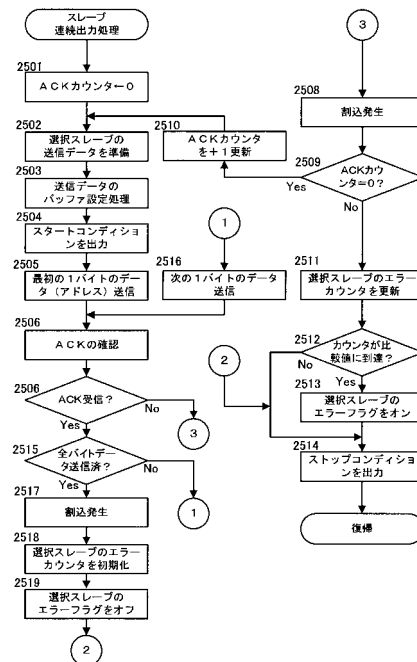 スレーブ
連続出力処理
2501
ACKカウンター←0
2502
選択スレーブの
送信データを準備
2503
送信データの
バッファ設定処理
2504
スタートコンディション
を出力
2505
最初の1バイトのデー
タ(アドレス)送信
2506
ACKの確認
2506
ACK受信?
No
3
Yes
2515
全バイトデー
タ送信済?
No
1
Yes
2517
割込発生
2518
選択スレーブのエラー
カウンタを初期化
2519
選択スレーブの
エラーフラグをオフ
2
2510
ACKカウンタ
を+1更新
1
2516
次の1バイトのデータ
送信
3
2508
割込発生
2509
ACKカウ
ンタ=0?
Yes
No
2511
選択スレーブのエラー
カウンタを更新
2512
カウンタが比
較値に到達?
No
Yes
2
2513
選択スレーブの
エラーフラグをオン
2514
ストップコンディショ
ンを出力
復帰